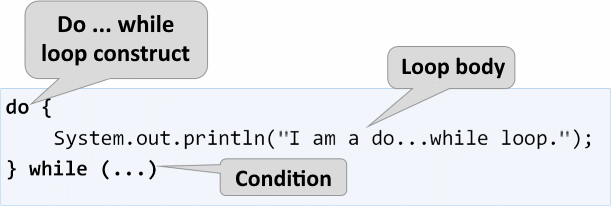 Do ... while
loop construct
Loop body
do {
System.out.println("I am a do...while loop.");
} while (...)
Condition